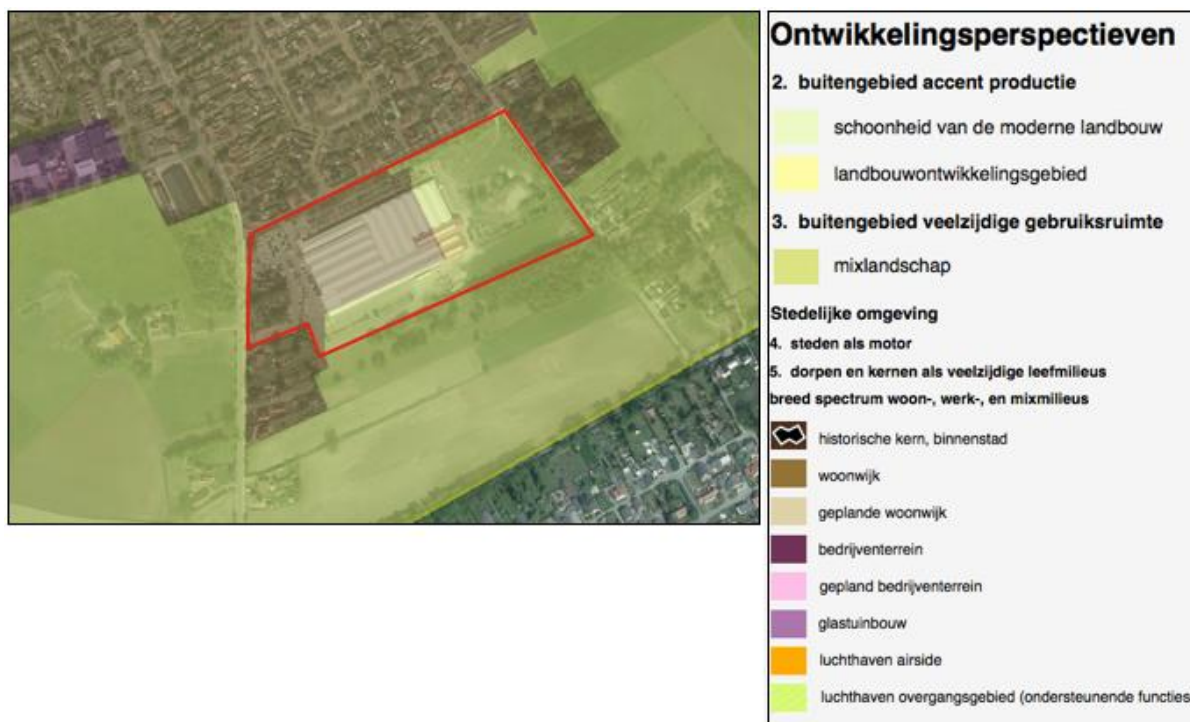 Ontwikkelingsperspectieven
2. buitengebied accent productie
schoonheid van de moderne landbouw
landbouwontwikkelingsgebied
3. buitengebied veelzijdige gebruiksruimte
mixlandschap
Stedelijke omgeving
4. steden als motor
5. dorpen en kernen als veelzijdige leefmilieus
breed spectrum woon-, werk-, en mixmilieus
historische kern, binnenstad
woonwijk
geplande woonwijk
bedrijventerrein
gepland bedrijventerrein
glastuinbouw
luchthaven airside
luchthaven overgangsgebied (ondersteunende functies